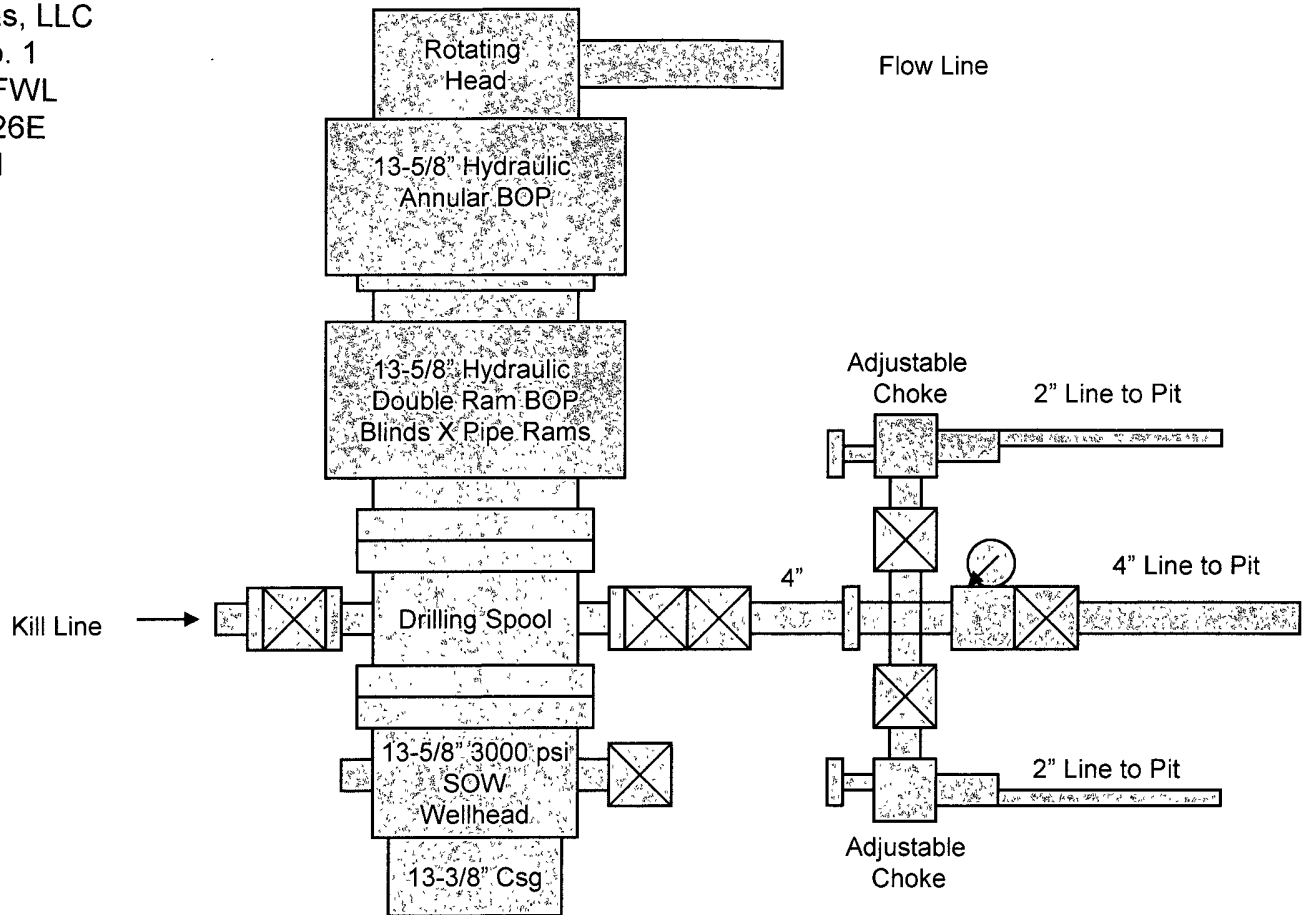 LLC
1
FWL
26E
Rotating
Head
Flow Line
13-5/8" Hydraulic
Annular BOP
13-5/8" Hydraulic
Double Ram BOP
Blinds X Pipe Rams
Adjustable
Choke
2" Line to Pit
4"
4" Line to Pit
Kill Line
Drilling Spool
13-5/8" 3000 psi
SOW
Wellhead
2" Line to Pit
Adjustable
Choke
13-3/8" Csg